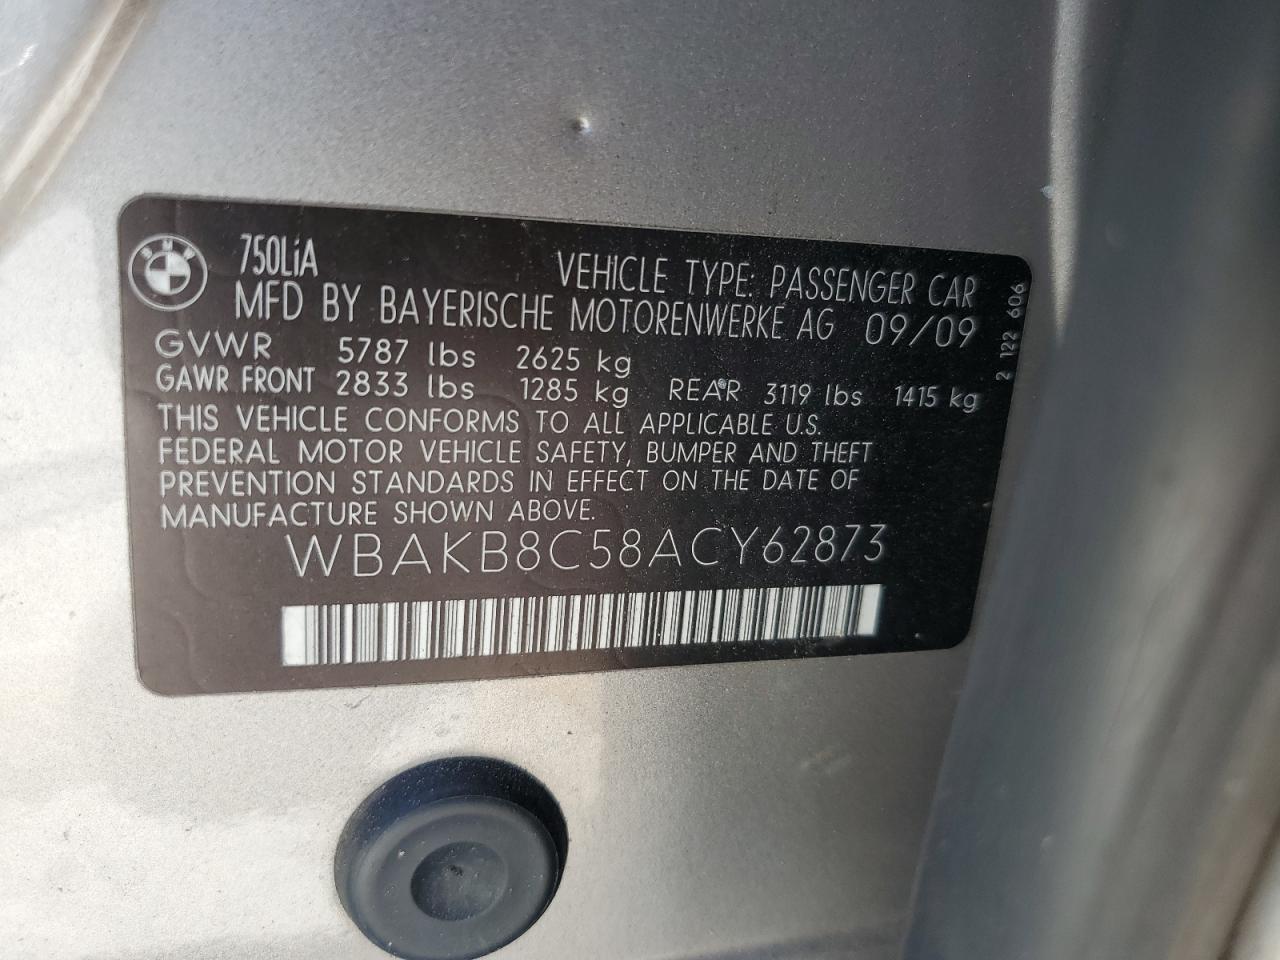 BMW
750LiA
VEHICLE TYPE: PASSENGER CAR
MFD BY BAYERISCHE MOTORENWERKE AG 09/09
GVWR 5787 lbs 2625 kg
GAWR FRONT 2833 lbs 1285 kg REAR 3119 lbs 1415 kg
THIS VEHICLE CONFORMS TO ALL APPLICABLE U.S.
FEDERAL MOTOR VEHICLE SAFETY, BUMPER AND THEFT
PREVENTION STANDARDS IN EFFECT ON THE DATE OF
MANUFACTURE SHOWN ABOVE.
WBAKB8C58ACY62873
2 122 606